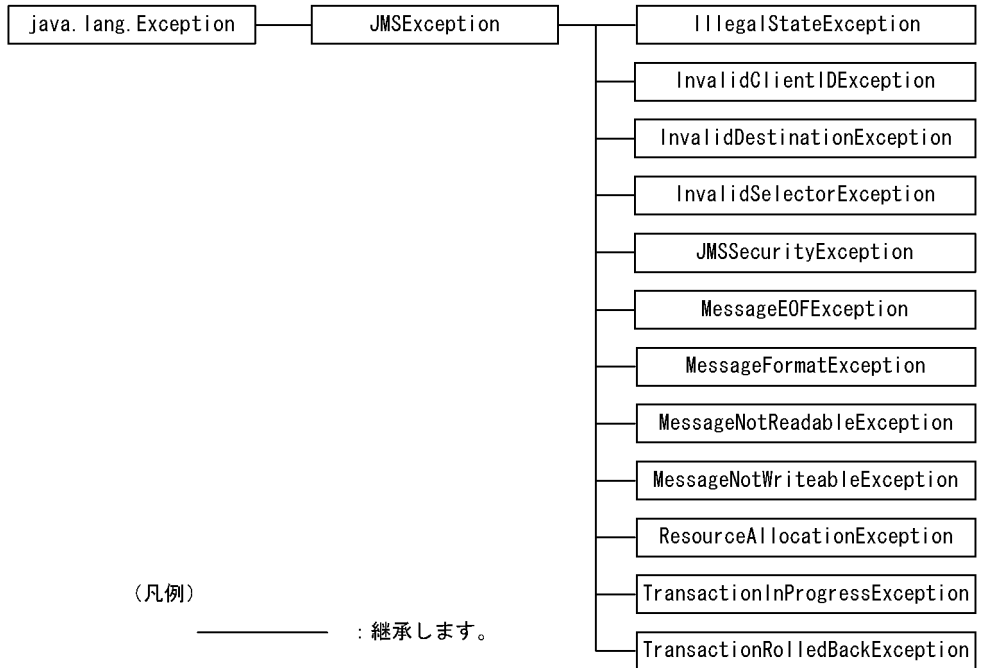 java.lang.Exception
JMSException
IllegalStateException
InvalidClientIDException
InvalidDestinationException
InvalidSelectorException
JMSSecurityException
MessageEOFException
MessageFormatException
MessageNotReadableException
MessageNotWriteableException
ResourceAllocationException
TransactionInProgressException
TransactionRolledBackException
（凡例）
：継承します。